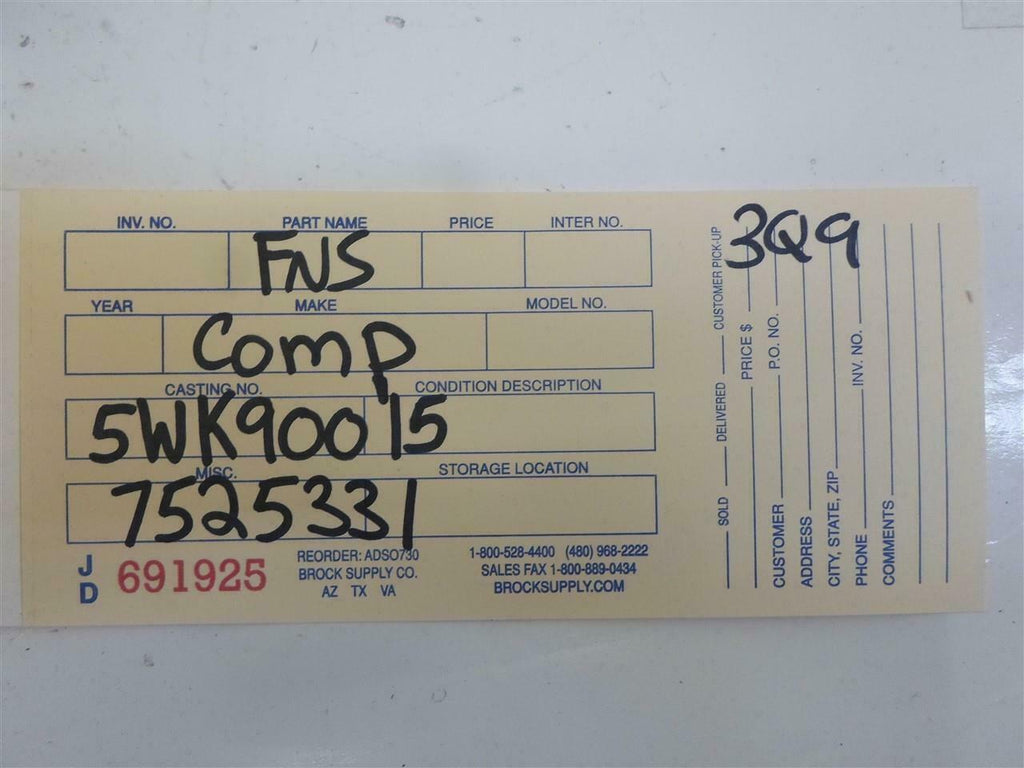 INV. NO. PART NAME PRICE INTER NO.
FNS
YEAR MAKE MODEL NO.
Comp
CASTING NO. CONDITION DESCRIPTION
5WK90015
MISC. STORAGE LOCATION
7525331
JD 691925
REORDER: ADSO730
BROCK SUPPLY CO.
AZ TX VA
1-800-528-4400 (480) 968-2222
SALES FAX 1-800-889-0434
BROCKSUPPLY.COM
3Q9
SOLD DELIVERED CUSTOMER PICK-UP
PRICE $
CUSTOMER P.O. NO.
ADDRESS
CITY, STATE, ZIP
PHONE INV. NO.
COMMENTS